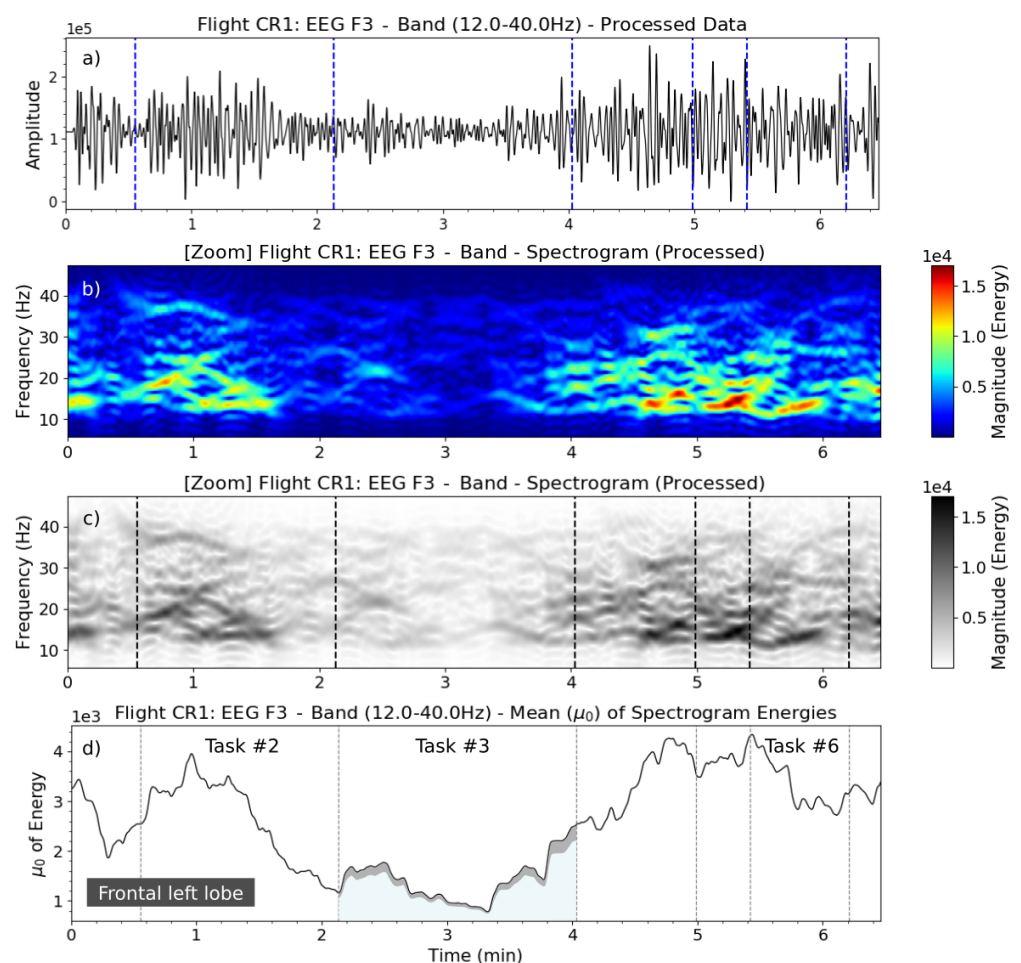 Flight CR1: EEG F3 - Band (12.0-40.0Hz) - Processed Data
1e5
a)
Amplitude
2
1
0
0 1 2 3 4 5 6
[Zoom] Flight CR1: EEG F3 - Band - Spectrogram (Processed)
b)
Frequency (Hz)
40
30
20
10
0 1 2 3 4 5 6
1e4
1.5
1.0
0.5
Magnitude (Energy)
[Zoom] Flight CR1: EEG F3 - Band - Spectrogram (Processed)
c)
Frequency (Hz)
40
30
20
10
0 1 2 3 4 5 6
1e4
1.5
1.0
0.5
Magnitude (Energy)
1e3 Flight CR1: EEG F3 - Band (12.0-40.0Hz) - Mean (μ₀) of Spectrogram Energies
d) Task #2 Task #3 Task #6
μ₀ of Energy
4
3
2
1
Frontal left lobe
0 1 2 3 4 5 6
Time (min)